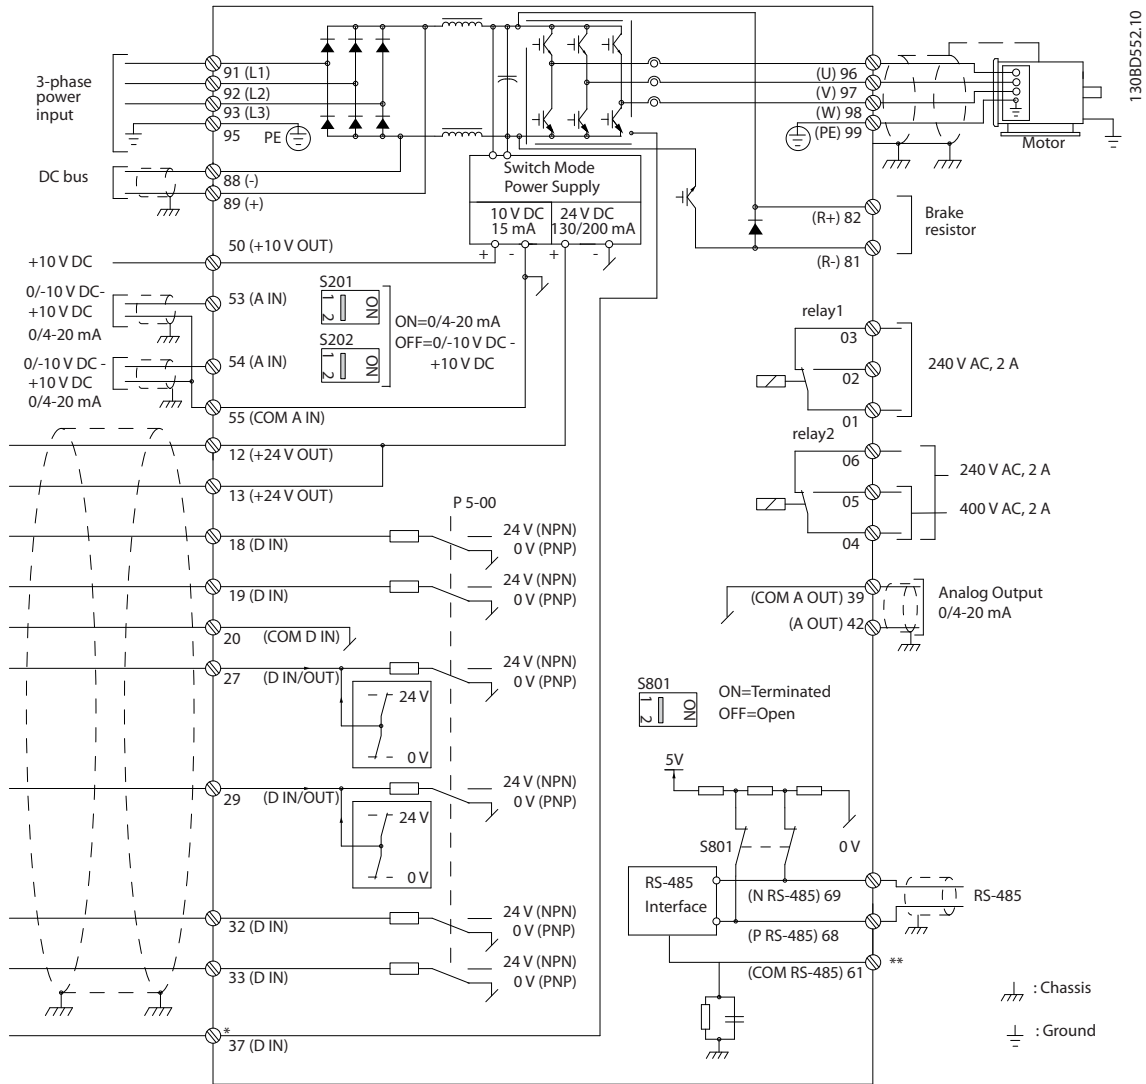 130BD552.10
3-phase
power
input
91 (L1)
92 (L2)
93 (L3)
95
PE
(U) 96
(V) 97
(W) 98
(PE) 99
Motor
DC bus
88 (-)
89 (+)
Switch Mode
Power Supply
10 V DC
15 mA
24 V DC
130/200 mA
+ - + -
(R+) 82
(R-) 81
Brake
resistor
+10 V DC
50 (+10 V OUT)
0/-10 V DC-
+10 V DC
0/4-20 mA
53 (A IN)
S201
1 2
ON
S202
1 2
ON
ON=0/4-20 mA
OFF=0/-10 V DC -
+10 V DC
0/-10 V DC -
+10 V DC
0/4-20 mA
54 (A IN)
55 (COM A IN)
12 (+24 V OUT)
13 (+24 V OUT)
relay1
03
02
01
240 V AC, 2 A
relay2
06
05
04
240 V AC, 2 A
400 V AC, 2 A
P 5-00
18 (D IN)
24 V (NPN)
0 V (PNP)
19 (D IN)
24 V (NPN)
0 V (PNP)
20 (COM D IN)
27 (D IN/OUT)
24 V (NPN)
0 V (PNP)
24 V
0 V
29 (D IN/OUT)
24 V (NPN)
0 V (PNP)
24 V
0 V
32 (D IN)
24 V (NPN)
0 V (PNP)
33 (D IN)
24 V (NPN)
0 V (PNP)
*
37 (D IN)
(COM A OUT) 39
(A OUT) 42
Analog Output
0/4-20 mA
S801
1 2
ON
ON=Terminated
OFF=Open
5V
S801
0 V
RS-485
Interface
(N RS-485) 69
(P RS-485) 68
(COM RS-485) 61
RS-485
**
: Chassis
: Ground